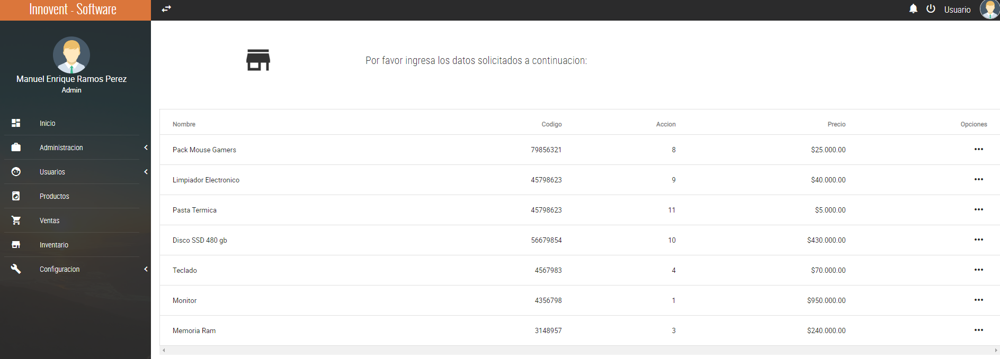 Innovent - Software
Usuario
Manuel Enrique Ramos Perez
Admin
Inicio
Administracion
Usuarios
Productos
Ventas
Inventario
Configuracion
Por favor ingresa los datos solicitados a continuacion:
Nombre Codigo Accion Precio Opciones
Pack Mouse Gamers 79856321 8 $25.000.00 •••
Limpiador Electronico 45798623 9 $40.000.00 •••
Pasta Termica 45798623 11 $5.000.00 •••
Disco SSD 480 gb 56679854 10 $430.000.00 •••
Teclado 4567983 4 $70.000.00 •••
Monitor 4356798 1 $950.000.00 •••
Memoria Ram 3148957 3 $240.000.00 •••